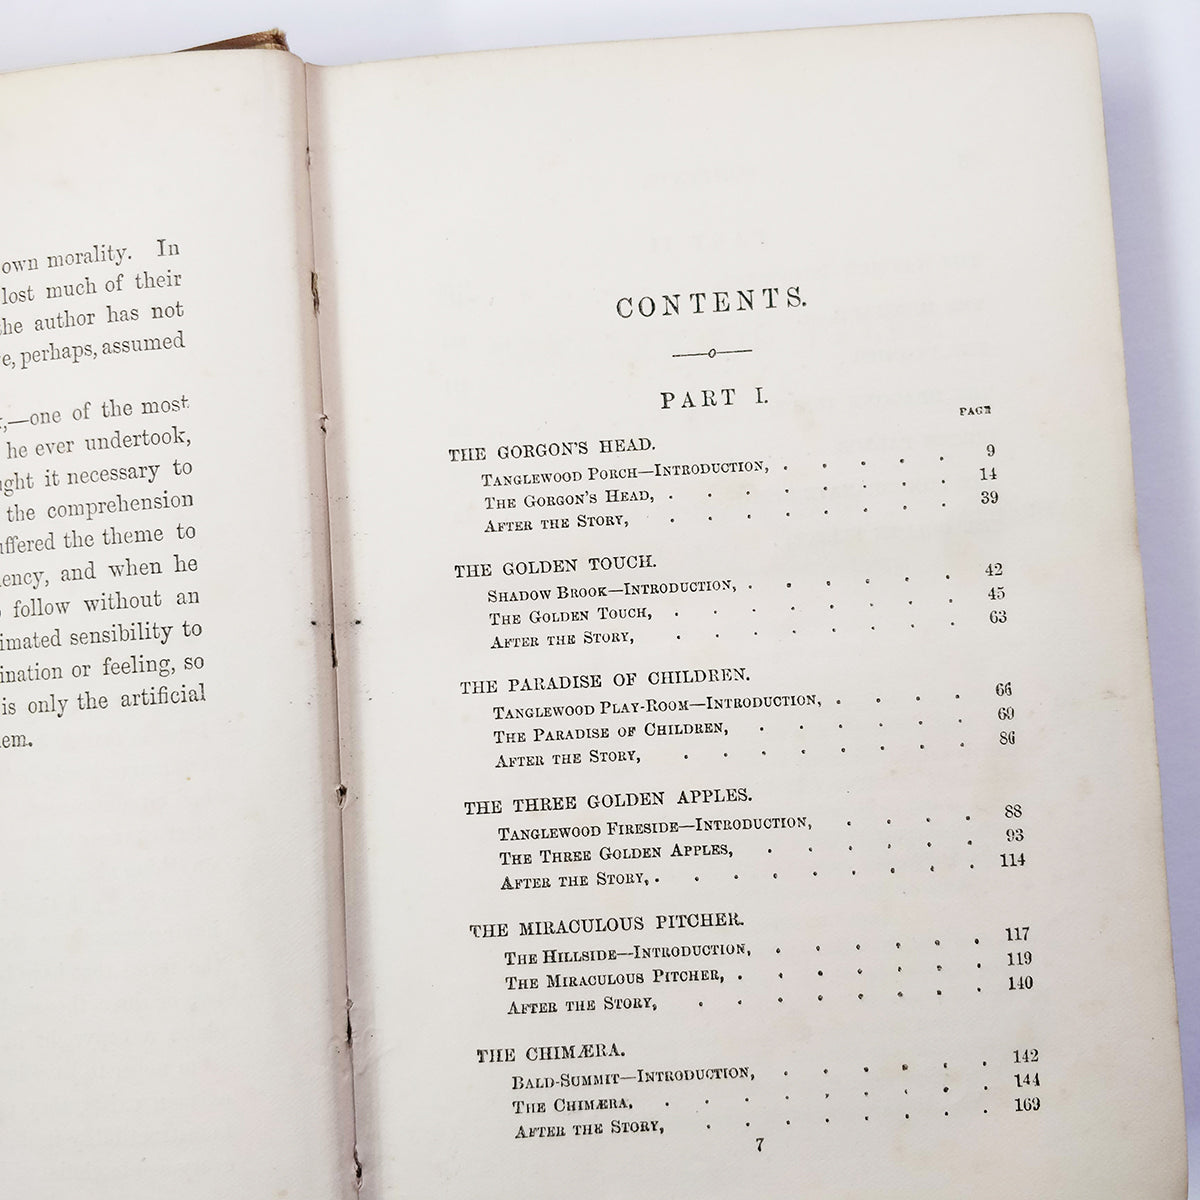 own morality. In
lost much of their
the author has not
perhaps, assumed
—one of the most
he ever undertook,
it necessary to
the comprehension
the theme to
and when he
follow without an
sensibility to
or feeling, so
is only the artificial
CONTENTS.
PART I.
PAGE
THE GORGON'S HEAD.
TANGLEWOOD PORCH—INTRODUCTION, . . . . . 9
THE GORGON'S HEAD, . . . . . . . . 14
AFTER THE STORY, . . . . . . . . 39
THE GOLDEN TOUCH.
SHADOW BROOK—INTRODUCTION, . . . . . . 42
THE GOLDEN TOUCH, . . . . . . . . 45
AFTER THE STORY, . . . . . . . . 63
THE PARADISE OF CHILDREN.
TANGLEWOOD PLAY-ROOM—INTRODUCTION, . . . . 66
THE PARADISE OF CHILDREN, . . . . . . 69
AFTER THE STORY, . . . . . . . . 86
THE THREE GOLDEN APPLES.
TANGLEWOOD FIRESIDE—INTRODUCTION, . . . . 88
THE THREE GOLDEN APPLES, . . . . . . 93
AFTER THE STORY, . . . . . . . . . 114
THE MIRACULOUS PITCHER.
THE HILLSIDE—INTRODUCTION, . . . . . . 117
THE MIRACULOUS PITCHER, . . . . . . . 119
AFTER THE STORY, . . . . . . . . 140
THE CHIMÆRA.
BALD-SUMMIT—INTRODUCTION, . . . . . . 142
THE CHIMÆRA, . . . . . . . . . 144
AFTER THE STORY, . . . . . . . . 169
7